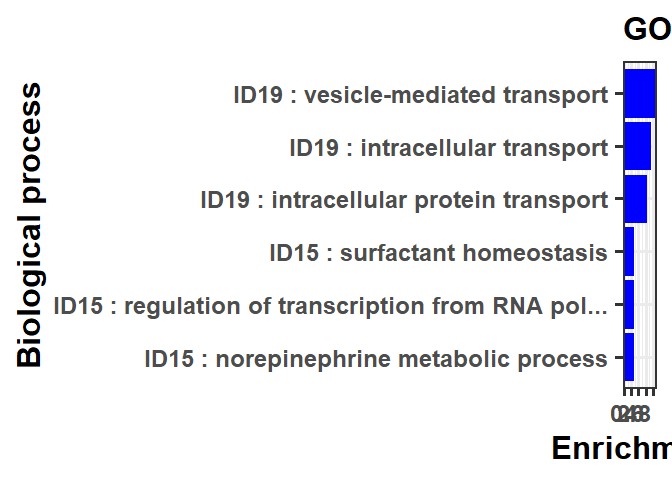 GO
Biological process
ID19 : vesicle-mediated transport
ID19 : intracellular transport
ID19 : intracellular protein transport
ID15 : surfactant homeostasis
ID15 : regulation of transcription from RNA pol...
ID15 : norepinephrine metabolic process
Enrichm